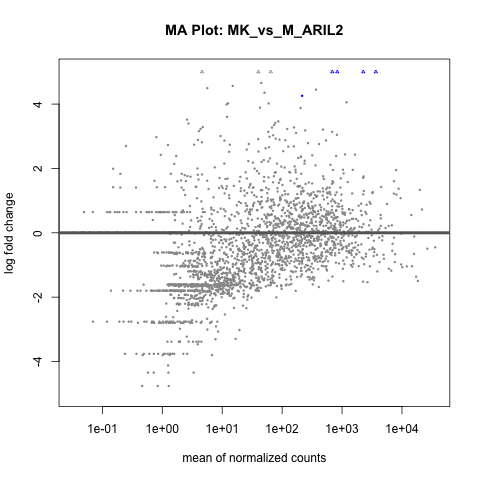 MA Plot: MK_vs_M_ARIL2
log fold change
4
2
0
-2
-4
1e-01 1e+00 1e+01 1e+02 1e+03 1e+04
mean of normalized counts